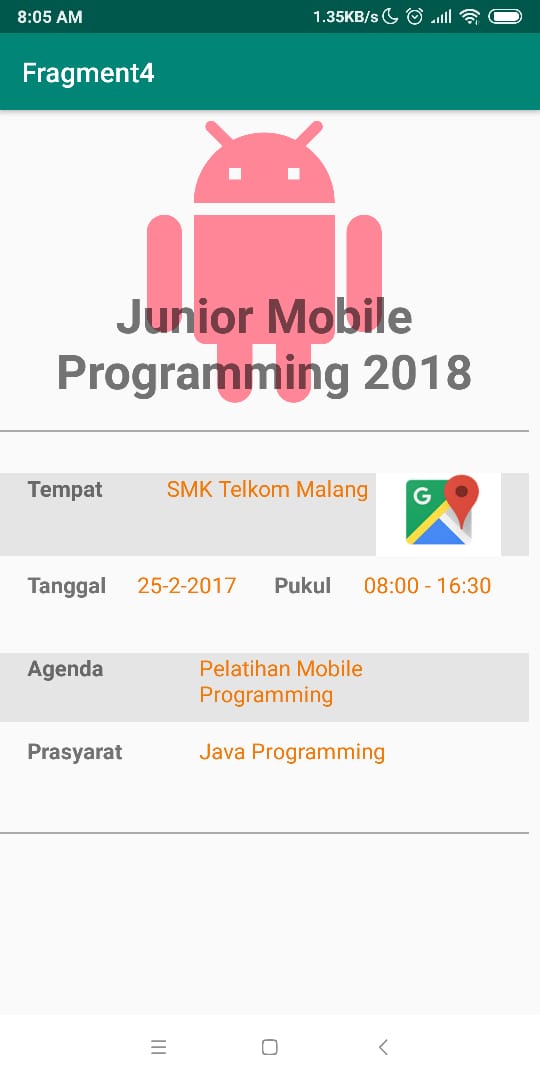 8:05 AM 1.35KB/s
Fragment4
Junior Mobile
Programming 2018
Tempat SMK Telkom Malang G
Tanggal 25-2-2017 Pukul 08:00 - 16:30
Agenda Pelatihan Mobile
Programming
Prasyarat Java Programming